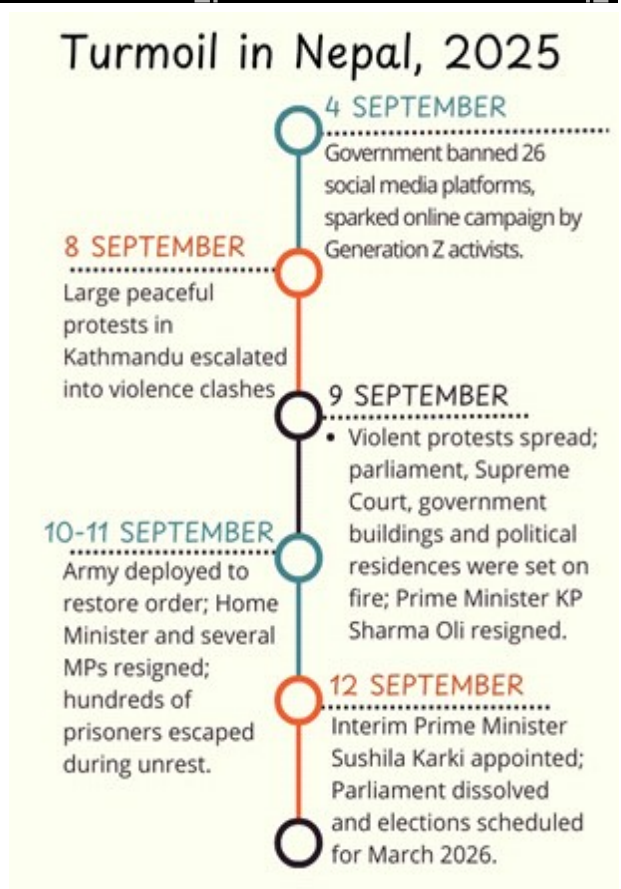 Turmoil in Nepal, 2025
4 SEPTEMBER
Government banned 26
social media platforms,
sparked online campaign by
Generation Z activists.
8 SEPTEMBER
Large peaceful
protests in
Kathmandu escalated
into violence clashes
9 SEPTEMBER
• Violent protests spread;
parliament, Supreme
Court, government
buildings and political
residences were set on
fire; Prime Minister KP
Sharma Oli resigned.
10-11 SEPTEMBER
Army deployed to
restore order; Home
Minister and several
MPs resigned;
hundreds of
prisoners escaped
during unrest.
12 SEPTEMBER
Interim Prime Minister
Sushila Karki appointed;
Parliament dissolved
and elections scheduled
for March 2026.